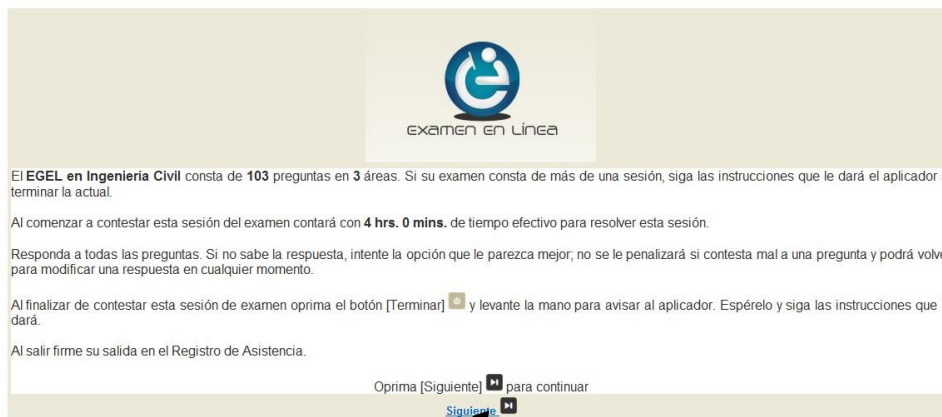 examen en línea
El EGEL en Ingeniería Civil consta de 103 preguntas en 3 áreas. Si su examen consta de más de una sesión, siga las instrucciones que le dará el aplicador
terminar la actual.
Al comenzar a contestar esta sesión del examen contará con 4 hrs. 0 mins. de tiempo efectivo para resolver esta sesión.
Responda a todas las preguntas. Si no sabe la respuesta, intente la opción que le parezca mejor; no se le penalizará si contesta mal a una pregunta y podrá volve
para modificar una respuesta en cualquier momento.
Al finalizar de contestar esta sesión de examen oprima el botón [Terminar] y levante la mano para avisar al aplicador. Espérelo y siga las instrucciones que
dará.
Al salir firme su salida en el Registro de Asistencia.
Oprima [Siguiente] para continuar
Siguiente